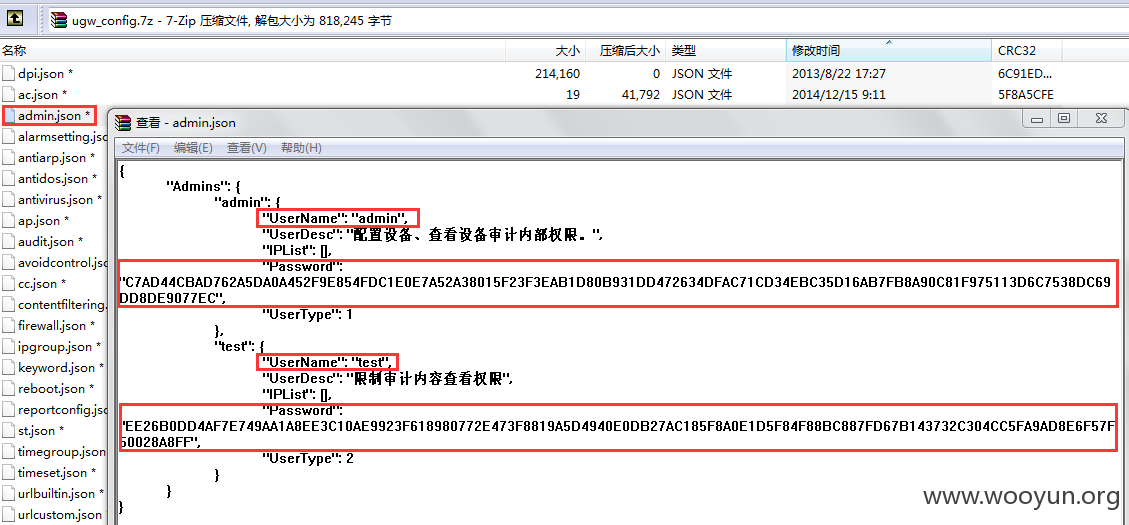 ugw_config.7z - 7-Zip 压缩文件, 解包大小为 818,245 字节
名称 大小 压缩后大小 类型 修改时间 CRC32
dpi.json * 214,160 0 JSON 文件 2013/8/22 17:27 6C91ED...
ac.json * 19 41,792 JSON 文件 2014/12/15 9:11 5F8A5CFE
admin.json *
alarmsetting.jso
antiarp.json *
antidos.json *
antivirus.json *
ap.json *
audit.json *
avoidcontrol.jso
cc.json *
contentfiltering.
firewall.json *
ipgroup.json *
keyword.json *
reboot.json *
reportconfig.jso
st.json *
timegroup.json
timeset.json *
urlbuiltin.json *
urlcustom.json
查看 - admin.json
文件(F) 编辑(E) 查看(V) 帮助(H)
{
"Admins": {
"admin": {
"UserName": "admin",
"UserDesc": "配置设备、查看设备审计内部权限。",
"IPList": [],
"Password":
"C7AD44CBAD762A5DA0A452F9E854FDC1E0E7A52A38015F23F3EAB1D80B931DD472634DFAC71CD34EBC35D16AB7FB8A90C81F975113D6C7538DC69
DD8DE9077EC",
"UserType": 1
},
"test": {
"UserName": "test",
"UserDesc": "限制审计内容查看权限",
"IPList": [],
"Password":
"EE26B0DD4AF7E749AA1A8EE3C10AE9923F618980772E473F8819A5D4940E0DB27AC185F8A0E1D5F84F88BC887FD67B143732C304CC5FA9AD8E6F57F
50028A8FF",
"UserType": 2
}
}
}
www.wooyun.org